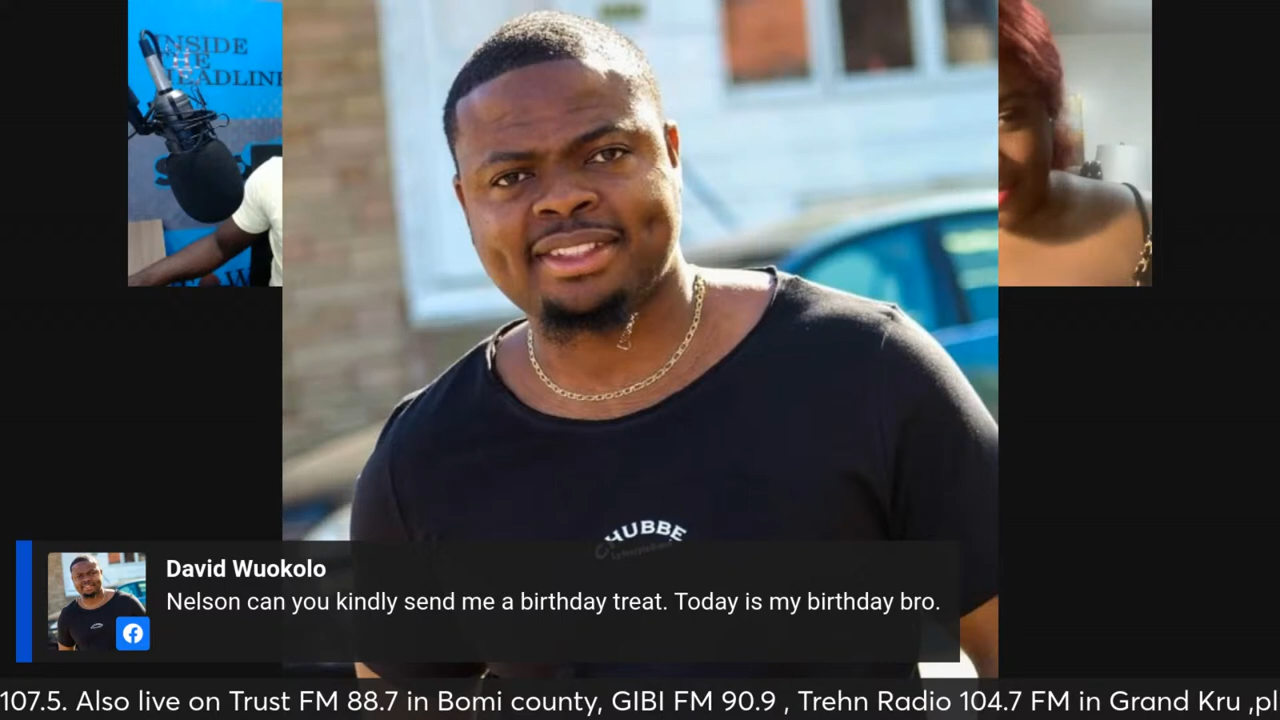 INSIDE
THE
HEADLINE
CHUBBE
David Wuokolo
Nelson can you kindly send me a birthday treat. Today is my birthday bro.
107.5. Also live on Trust FM 88.7 in Bomi county, GIBI FM 90.9 , Trehn Radio 104.7 FM in Grand Kru ,pl